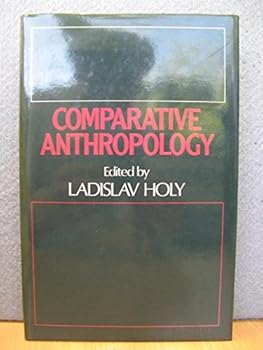 COMPARATIVE
ANTHROPOLOGY
Edited by
LADISLAV HOLY